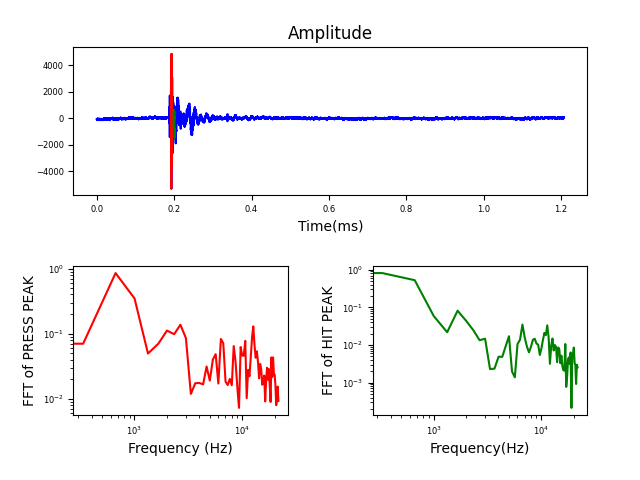 Amplitude
4000
2000
0
−2000
−4000
0.0 0.2 0.4 0.6 0.8 1.0 1.2
Time(ms)
FFT of PRESS PEAK
10⁰
10⁻¹
10⁻²
10³ 10⁴
Frequency (Hz)
FFT of HIT PEAK
10⁰
10⁻¹
10⁻²
10⁻³
10³ 10⁴
Frequency(Hz)